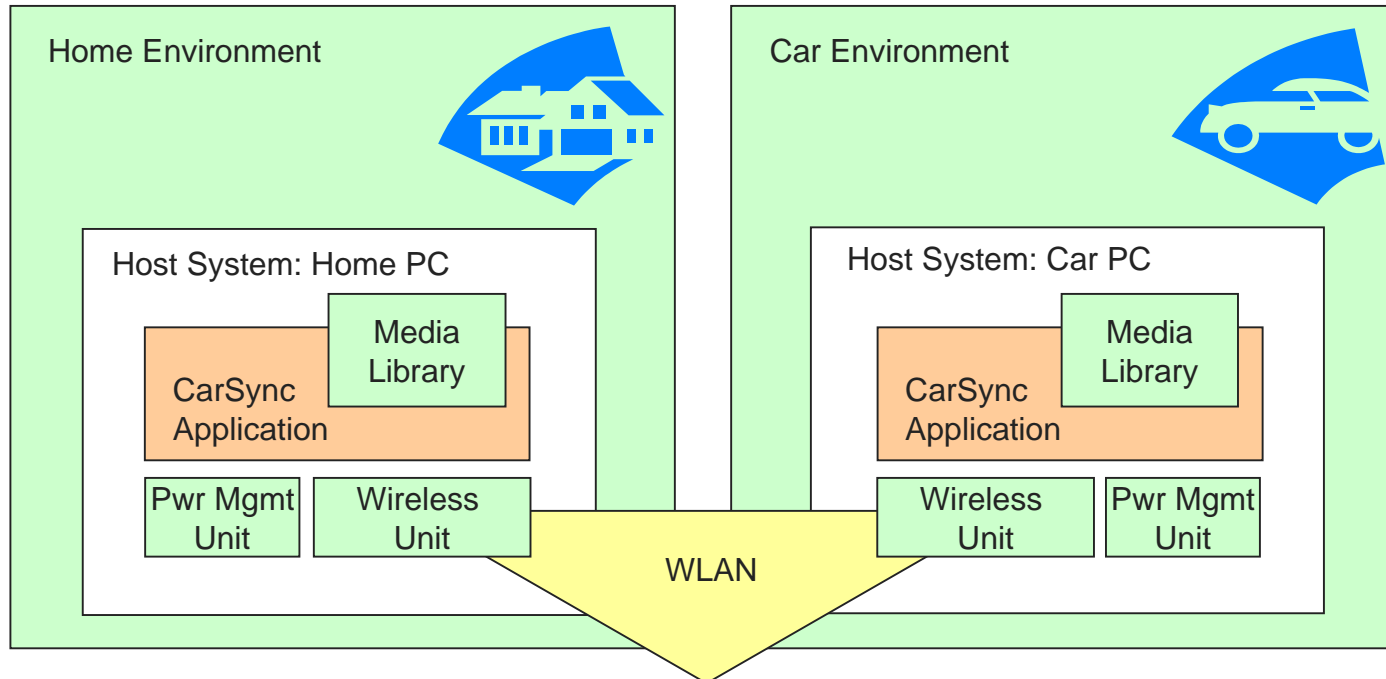 Home Environment
Host System: Home PC
Media
Library
CarSync
Application
Pwr Mgmt
Unit
Wireless
Unit
WLAN
Car Environment
Host System: Car PC
Media
Library
CarSync
Application
Wireless
Unit
Pwr Mgmt
Unit